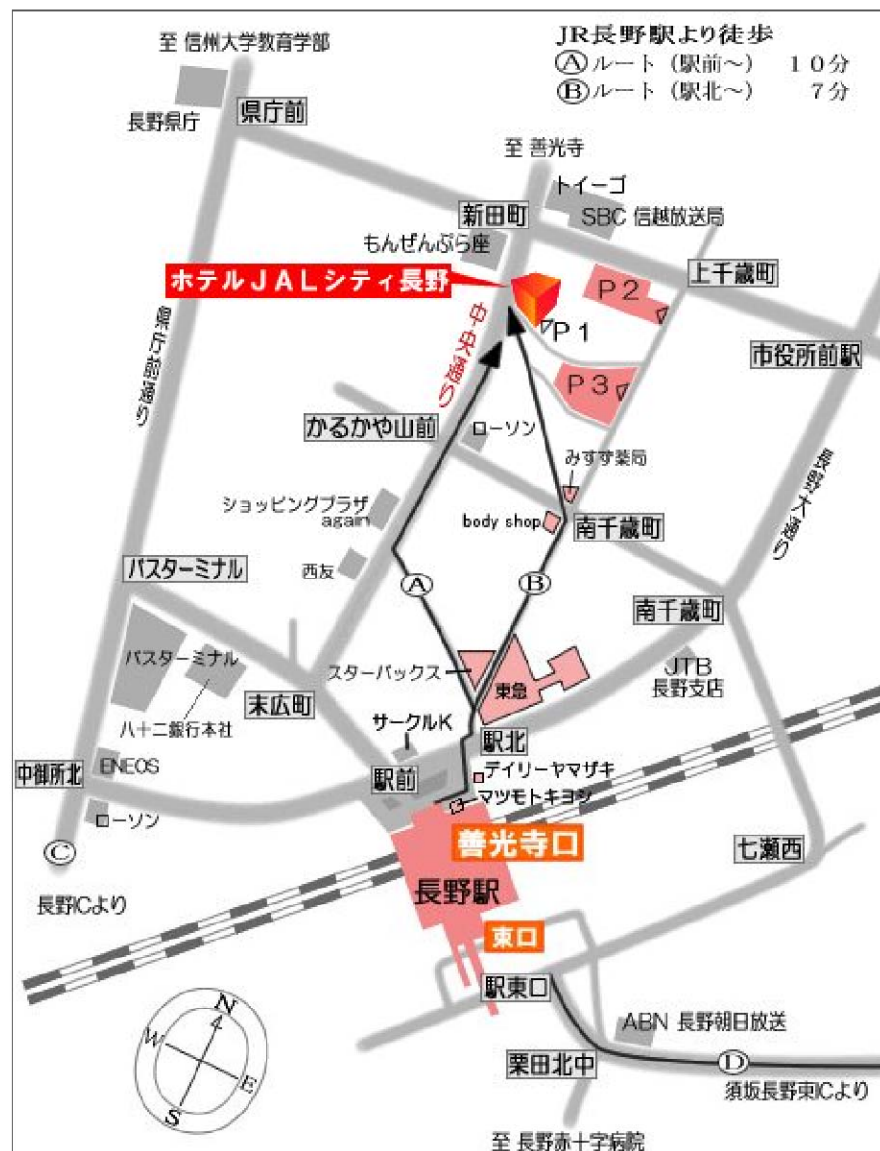 JR長野駅より徒歩
Ⓐルート（駅前～） １０分
Ⓑルート（駅北～） ７分
至 信州大学教育学部
長野県庁
県庁前
至 善光寺
トイーゴ
新田町
SBC 信越放送局
もんぜんぷら座
ホテルＪＡＬシティ長野
P 2
上千歳町
P 1
市役所前駅
中央通り
県庁緑通り
P 3
かるかや山前
ローソン
みすず薬局
長野大通り
ショッピングプラザ
again
body shop
南千歳町
西友
バスターミナル
A
B
南千歳町
バスターミナル
スターバックス
東急
JTB
長野支店
八十二銀行本社
末広町
サークルK
駅北
中御所北
ENEOS
駅前
デイリーヤマザキ
マツモトキヨシ
ローソン
善光寺口
七瀬西
C
長野駅
長野ICより
東口
駅東口
N
W
E
S
ABN 長野朝日放送
栗田北中
D
須坂長野東ICより
至 長野赤十字病院